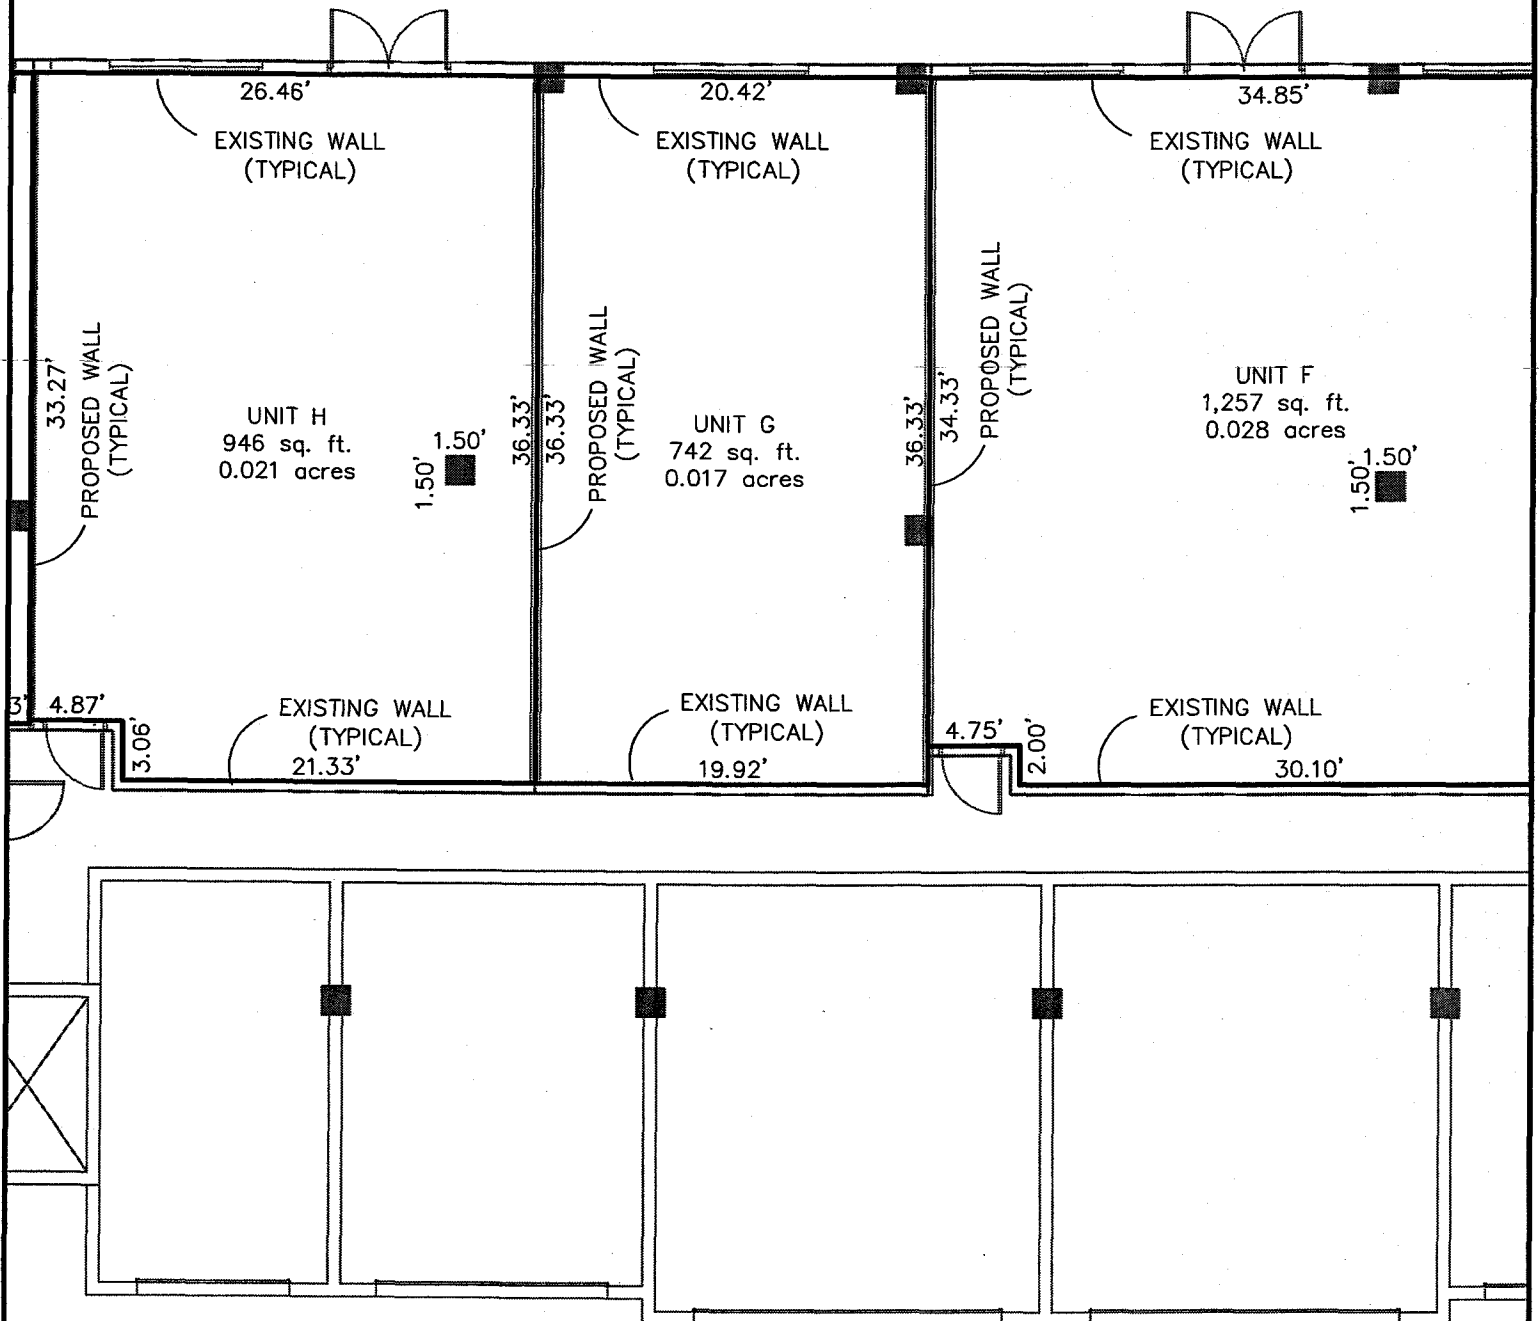 26.46'
20.42'
34.85'
EXISTING WALL
(TYPICAL)
EXISTING WALL
(TYPICAL)
EXISTING WALL
(TYPICAL)
33.27'
PROPOSED WALL
(TYPICAL)
UNIT H
946 sq. ft.
0.021 acres
1.50'
1.50'
36.33'
36.33'
PROPOSED WALL
(TYPICAL)
UNIT G
742 sq. ft.
0.017 acres
36.33'
34.33'
PROPOSED WALL
(TYPICAL)
UNIT F
1,257 sq. ft.
0.028 acres
1.50'
1.50'
3'
4.87'
3.06'
EXISTING WALL
(TYPICAL)
21.33'
EXISTING WALL
(TYPICAL)
19.92'
4.75'
2.00'
EXISTING WALL
(TYPICAL)
30.10'